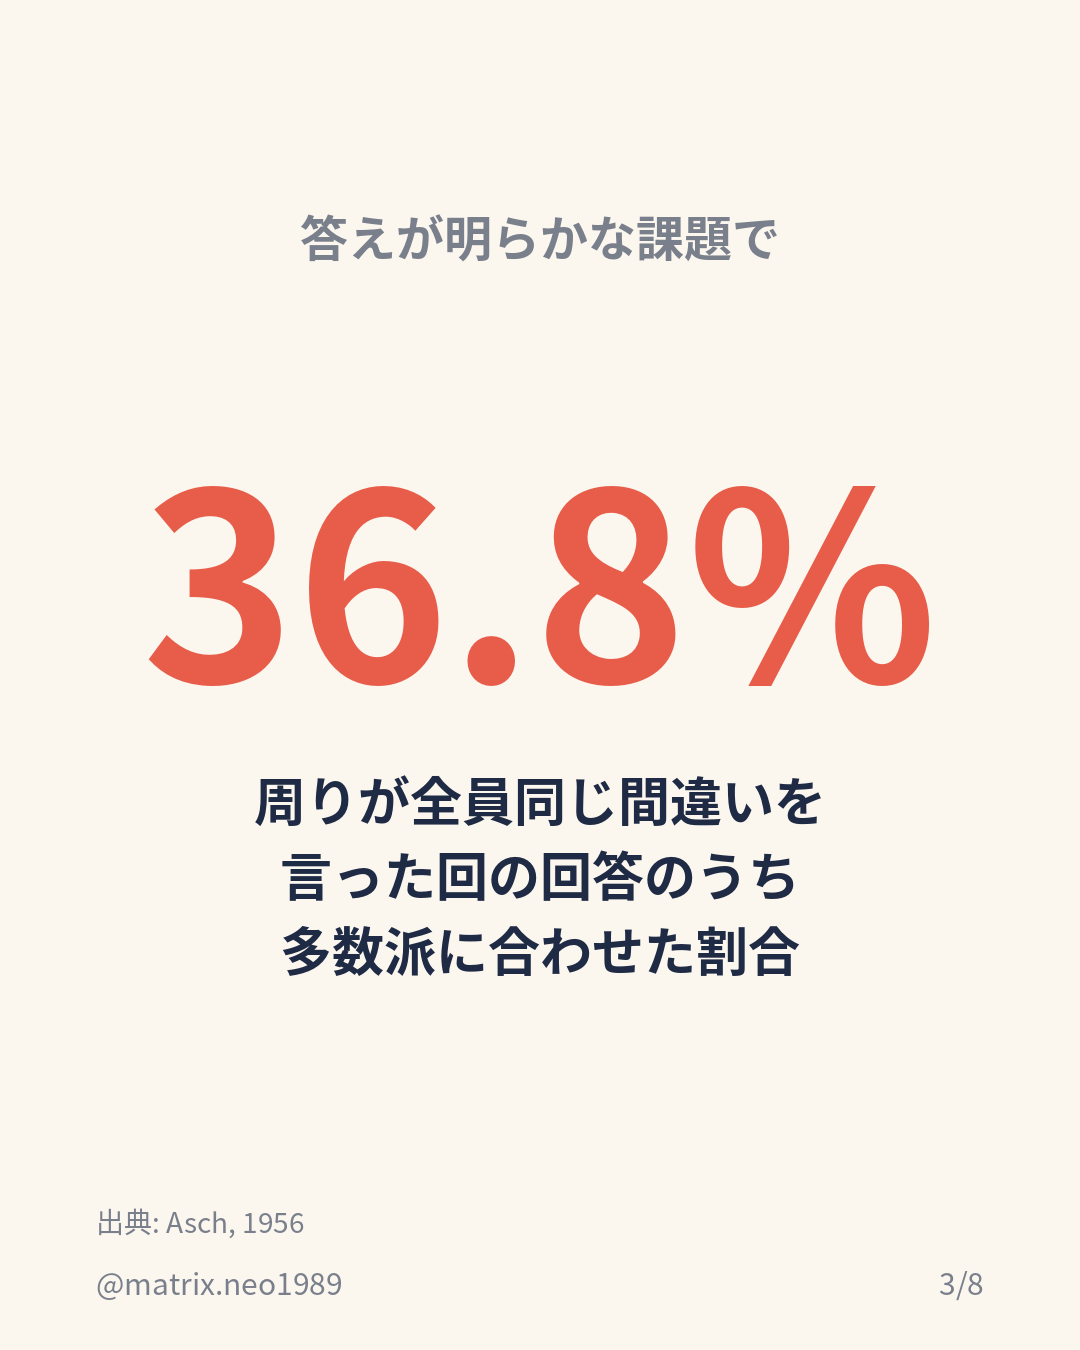 答えが明らかな課題で
36.8%
周りが全員同じ間違いを
言った回の回答のうち
多数派に合わせた割合
出典: Asch, 1956
@matrix.neo1989
3/8